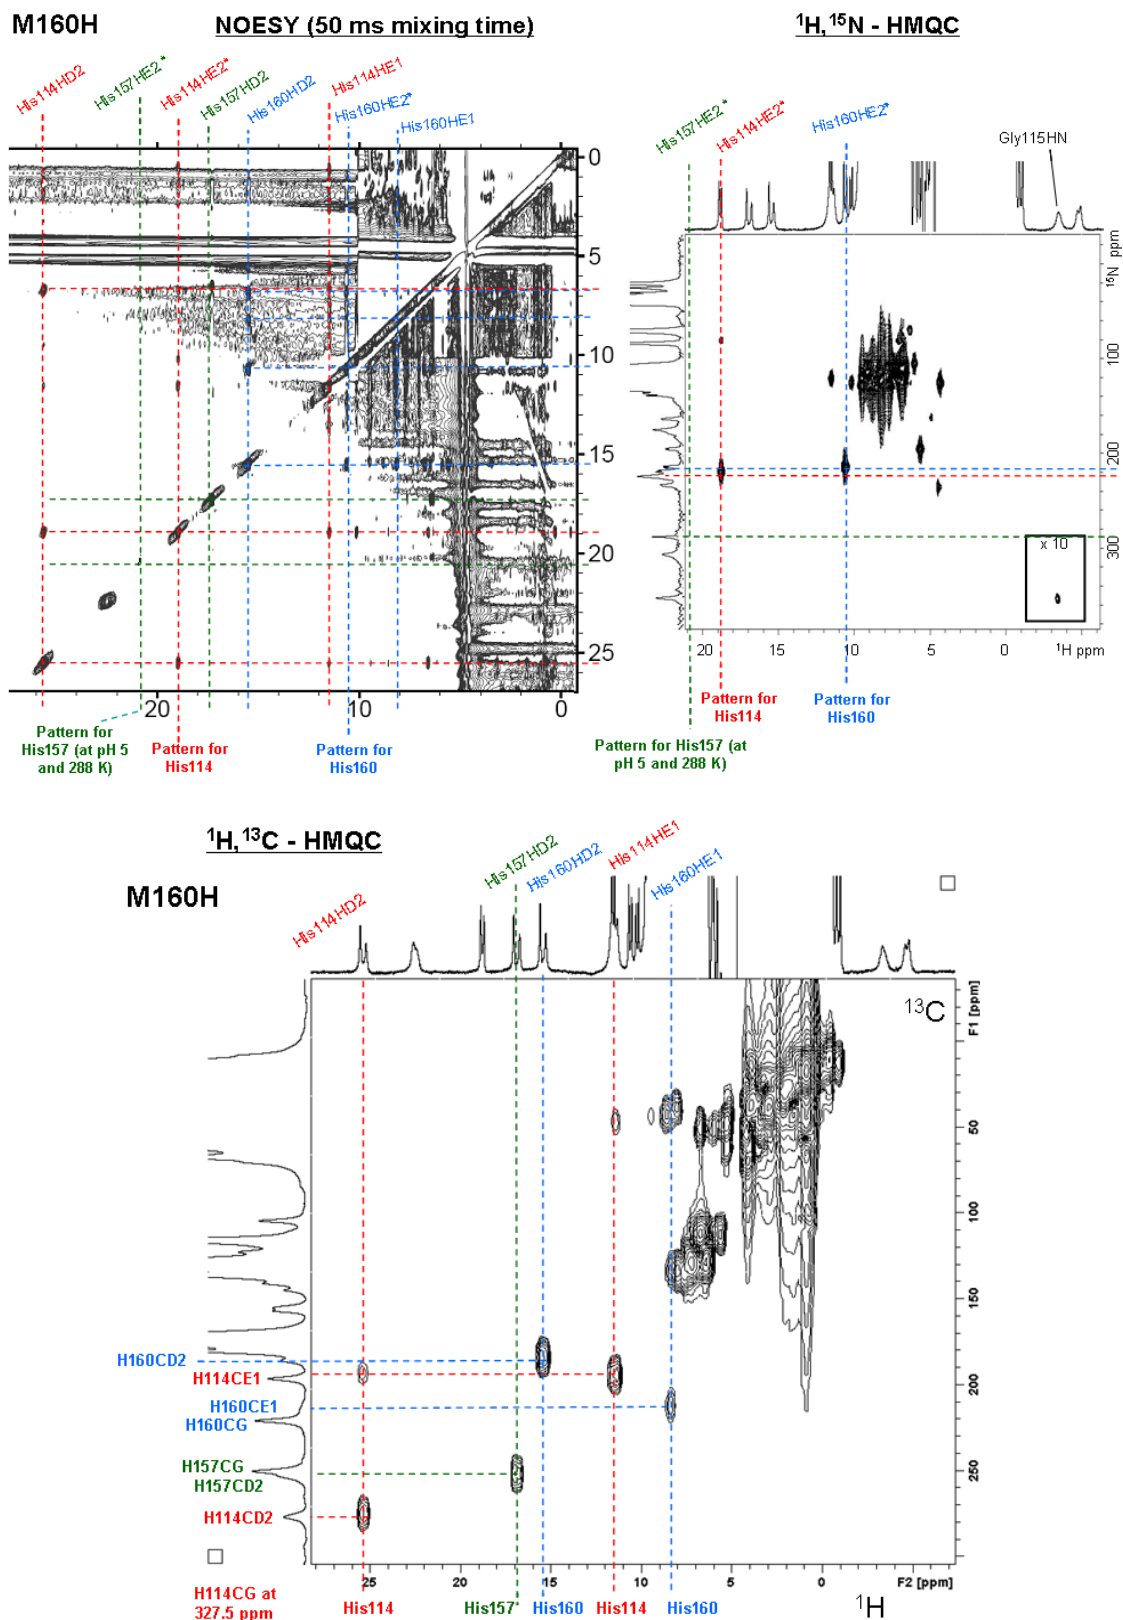 M160H
NOESY (50 ms mixing time)
¹H,¹⁵N - HMQC
His114HD2
His157HE2*
His114HE2*
His157HD2
His160HD2
His114HE1
His160HE2*
His160HE1
0
5
10
15
20
25
20
10
0
Pattern for
His157 (at pH 5
and 288 K)
Pattern for
His114
Pattern for
His160
His157HE2*
His114HE2*
His160HE2*
Gly115HN
¹⁵N ppm
100
200
300
x 10
20
15
10
5
0
¹H ppm
Pattern for
His114
Pattern for
His160
Pattern for His157 (at
pH 5 and 288 K)
¹H,¹³C - HMQC
M160H
His114HD2
His157HD2
His160HD2
His114HE1
His160HE1
¹³C
F1 [ppm]
50
100
150
200
250
H160CD2
H114CE1
H160CE1
H160CG
H157CG
H157CD2
H114CD2
H114CG at
327.5 ppm
25
20
15
10
5
0
F2 [ppm]
His114
His157*
His160
His114
His160
¹H